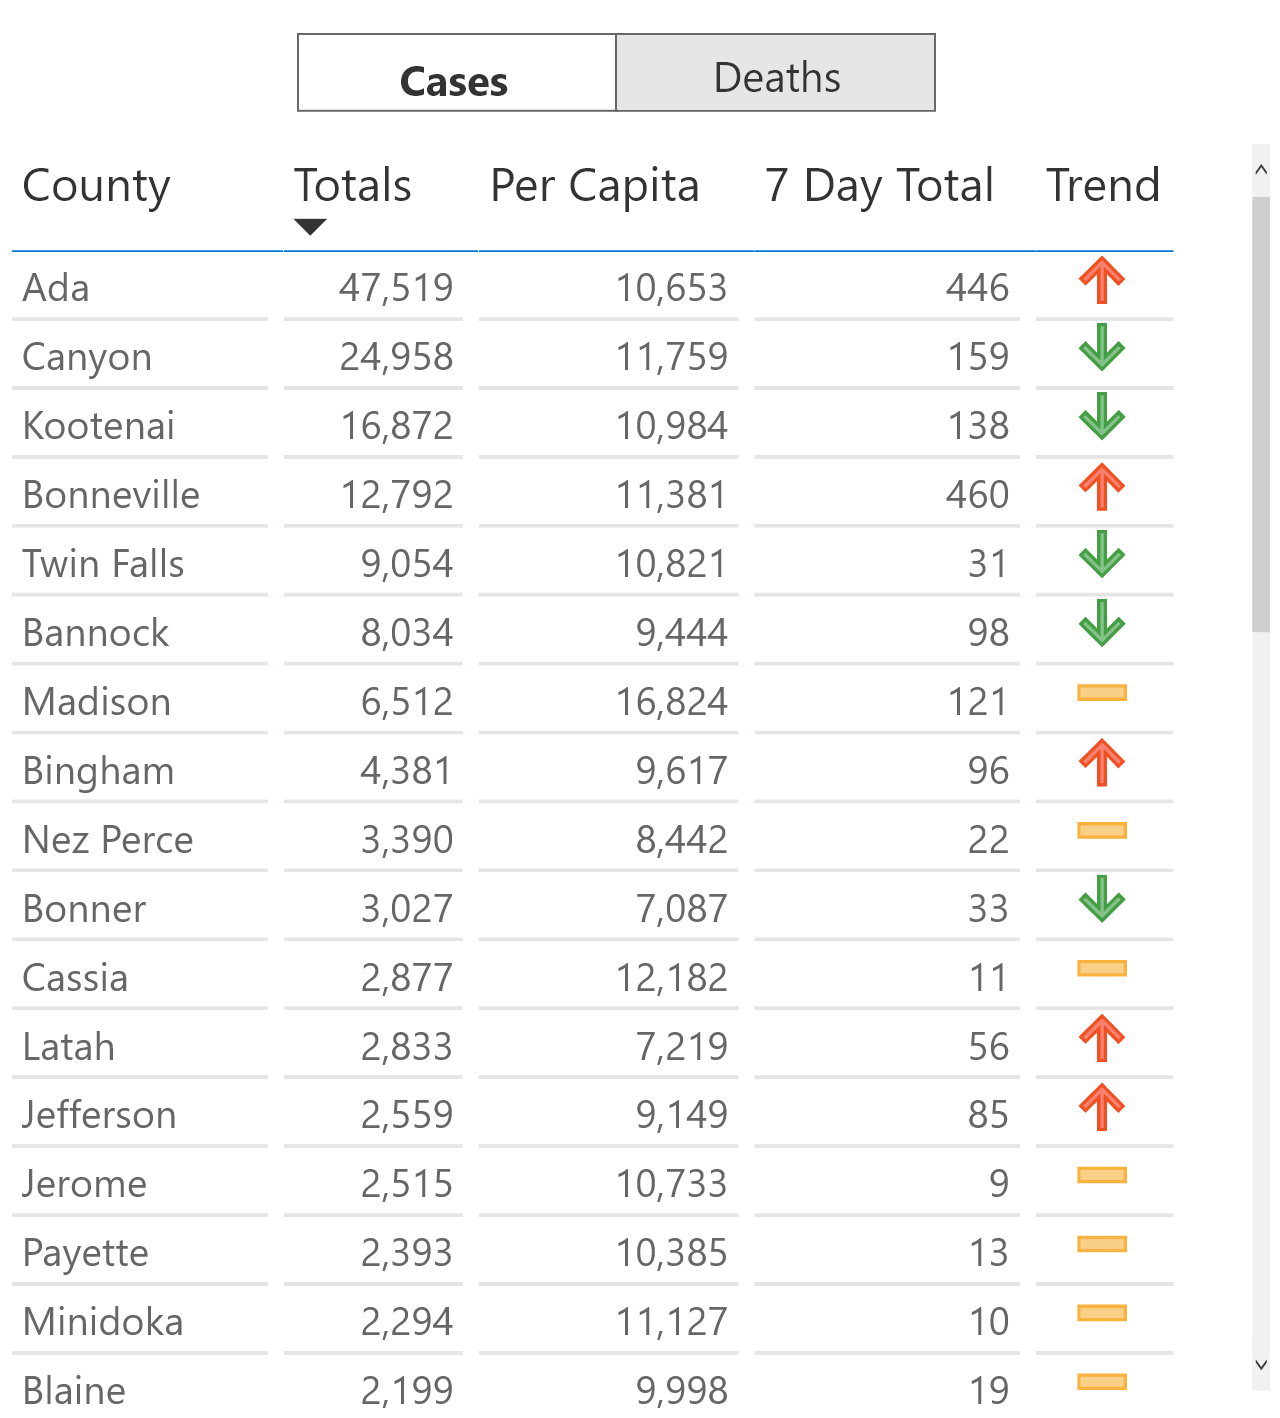 Cases Deaths
County Totals Per Capita 7 Day Total Trend
Ada 47,519 10,653 446
Canyon 24,958 11,759 159
Kootenai 16,872 10,984 138
Bonneville 12,792 11,381 460
Twin Falls 9,054 10,821 31
Bannock 8,034 9,444 98
Madison 6,512 16,824 121
Bingham 4,381 9,617 96
Nez Perce 3,390 8,442 22
Bonner 3,027 7,087 33
Cassia 2,877 12,182 11
Latah 2,833 7,219 56
Jefferson 2,559 9,149 85
Jerome 2,515 10,733 9
Payette 2,393 10,385 13
Minidoka 2,294 11,127 10
Blaine 2,199 9,998 19